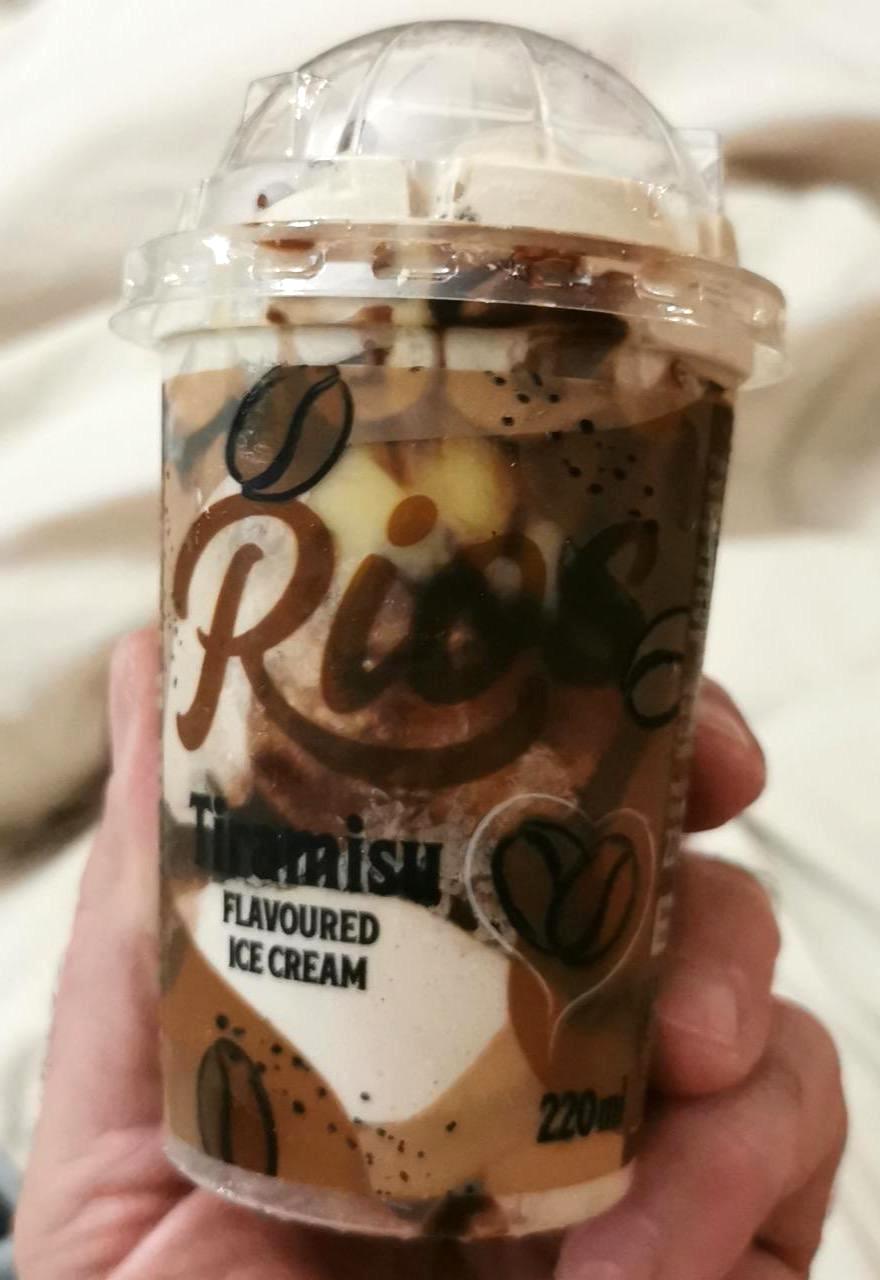 Rios
Tiramisu
FLAVOURED
ICE CREAM
220ml